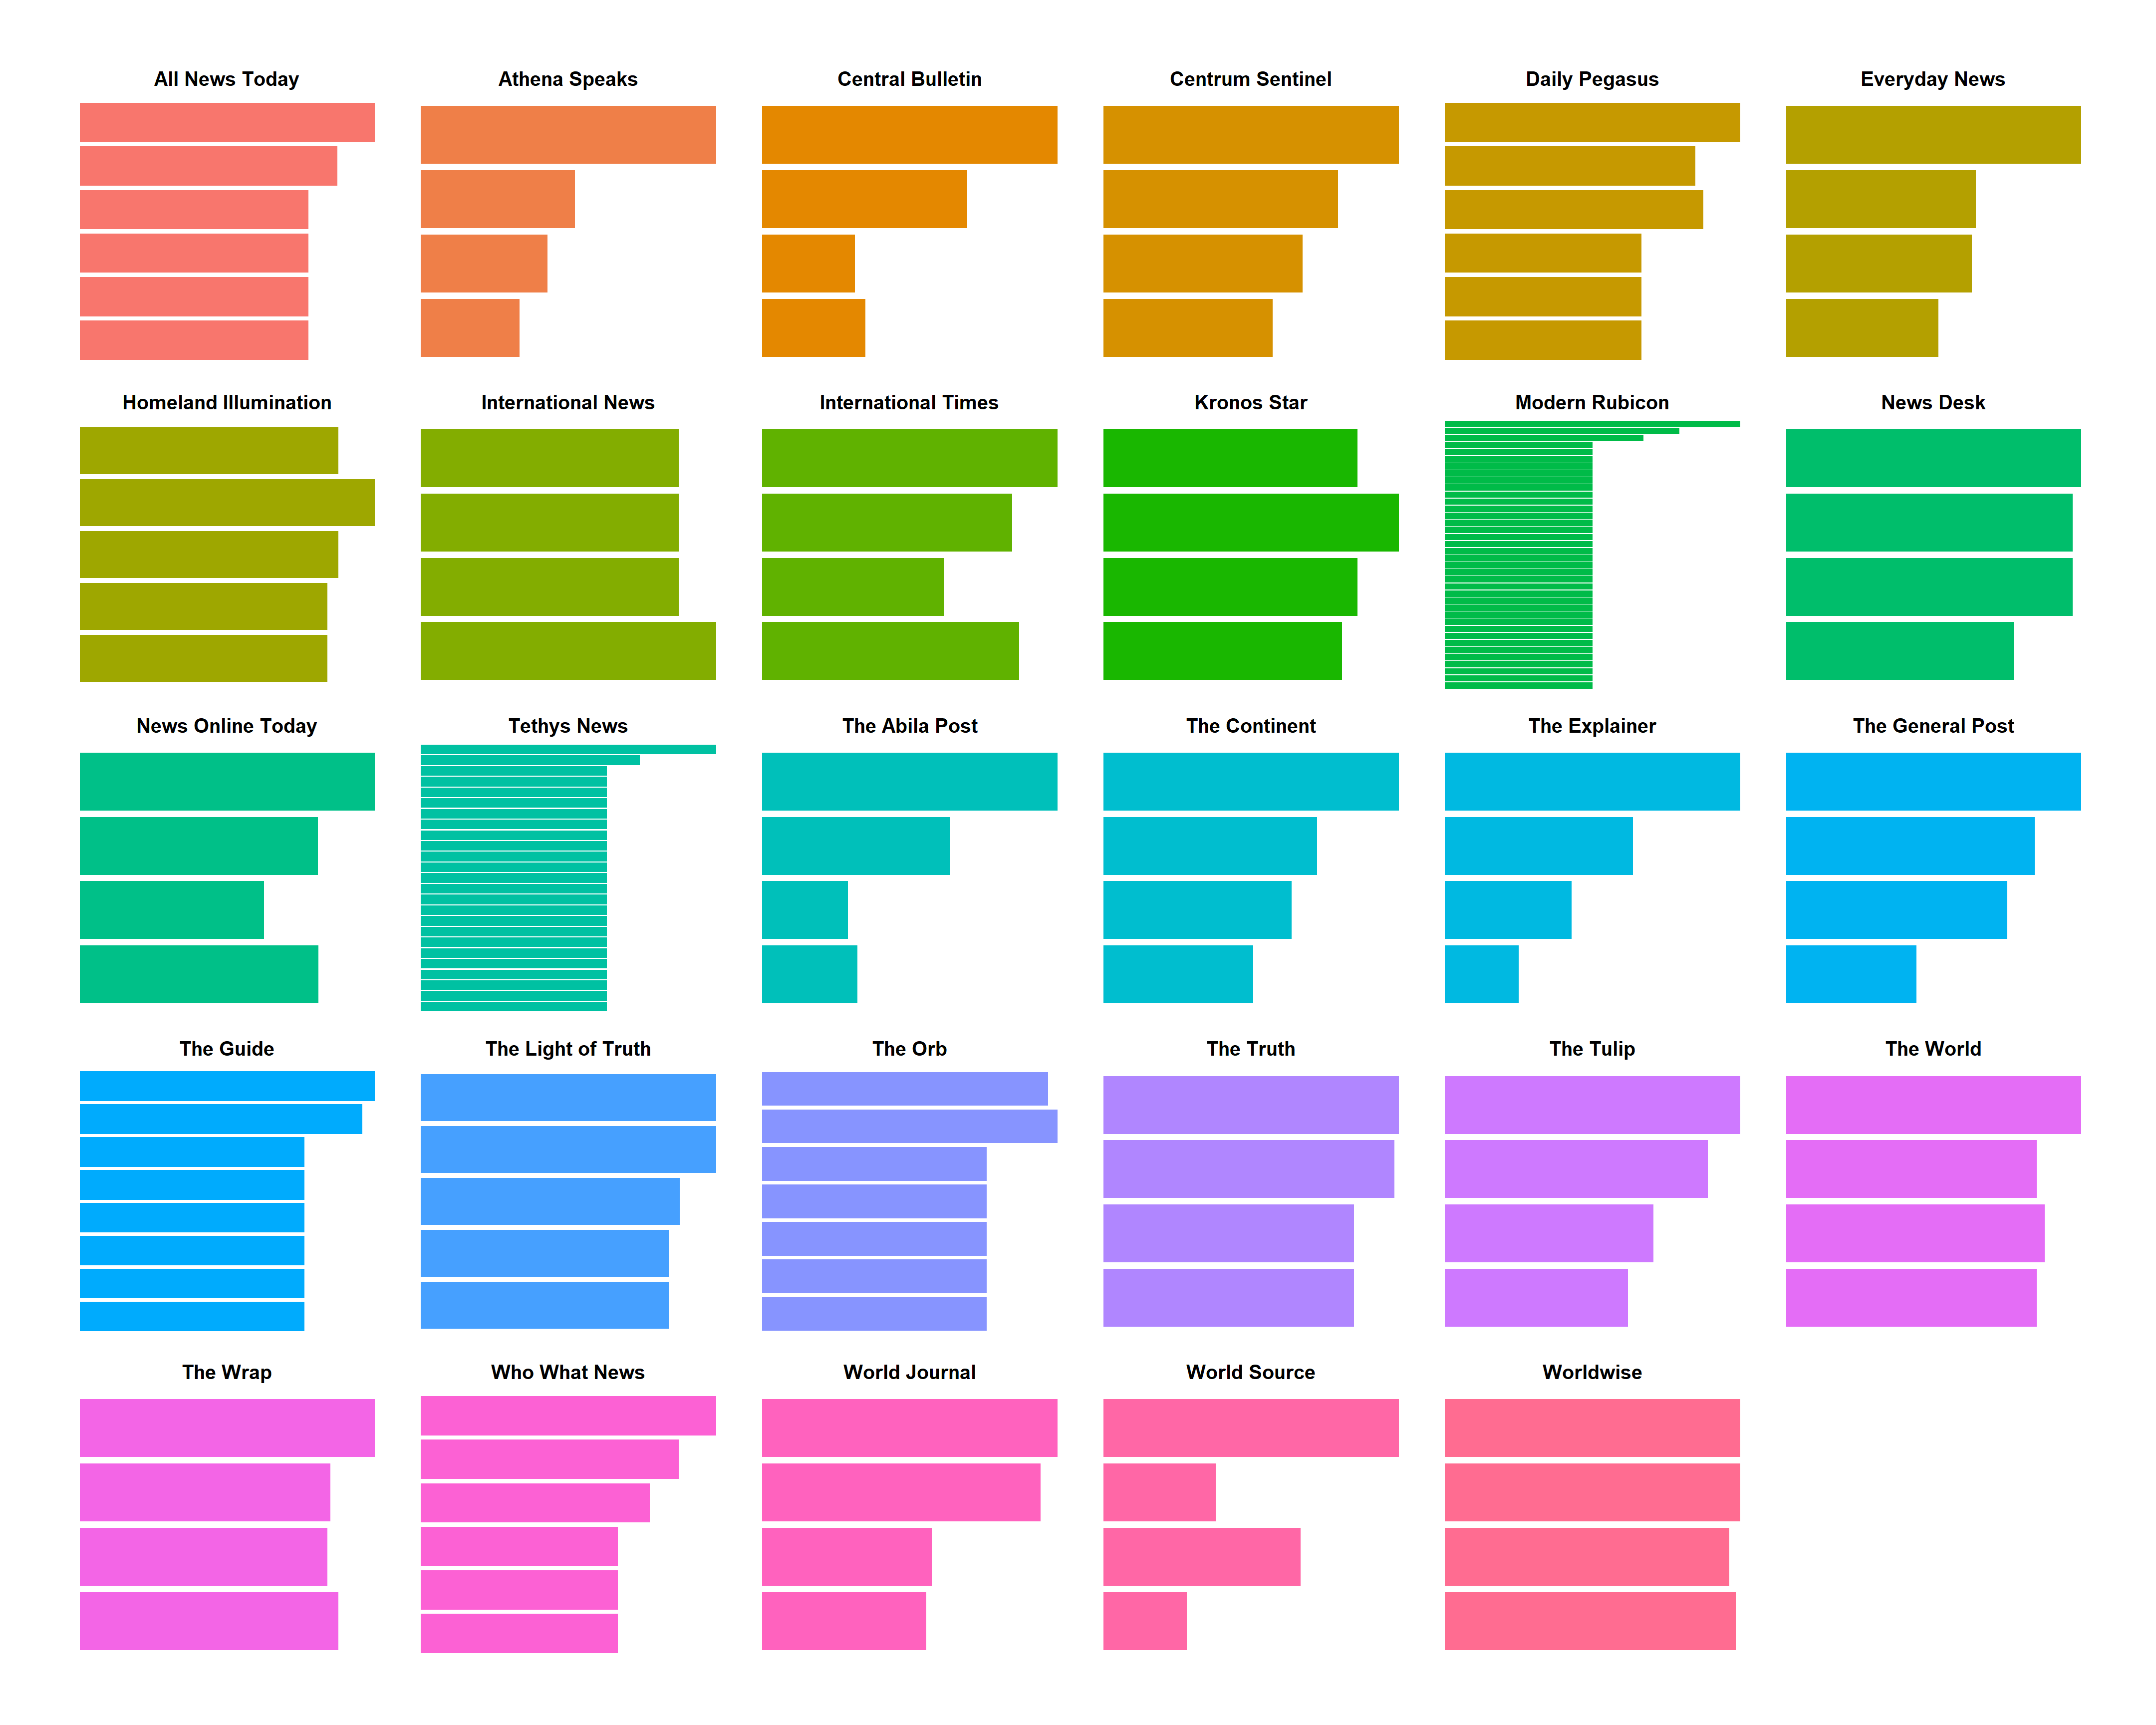 All News Today
Athena Speaks
Central Bulletin
Centrum Sentinel
Daily Pegasus
Everyday News
Homeland Illumination
International News
International Times
Kronos Star
Modern Rubicon
News Desk
News Online Today
Tethys News
The Abila Post
The Continent
The Explainer
The General Post
The Guide
The Light of Truth
The Orb
The Truth
The Tulip
The World
The Wrap
Who What News
World Journal
World Source
Worldwise